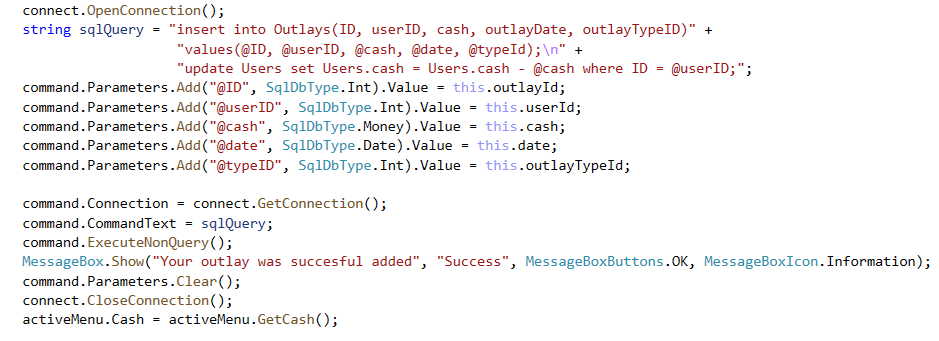 connect.OpenConnection();
string sqlQuery = "insert into Outlays(ID, userID, cash, outlayDate, outlayTypeID)" +
"values(@ID, @userID, @cash, @date, @typeId);\n" +
"update Users set Users.cash = Users.cash - @cash where ID = @userID;";
command.Parameters.Add("@ID", SqlDbType.Int).Value = this.outlayId;
command.Parameters.Add("@userID", SqlDbType.Int).Value = this.userId;
command.Parameters.Add("@cash", SqlDbType.Money).Value = this.cash;
command.Parameters.Add("@date", SqlDbType.Date).Value = this.date;
command.Parameters.Add("@typeID", SqlDbType.Int).Value = this.outlayTypeId;
command.Connection = connect.GetConnection();
command.CommandText = sqlQuery;
command.ExecuteNonQuery();
MessageBox.Show("Your outlay was succesful added", "Success", MessageBoxButtons.OK, MessageBoxIcon.Information);
command.Parameters.Clear();
connect.CloseConnection();
activeMenu.Cash = activeMenu.GetCash();